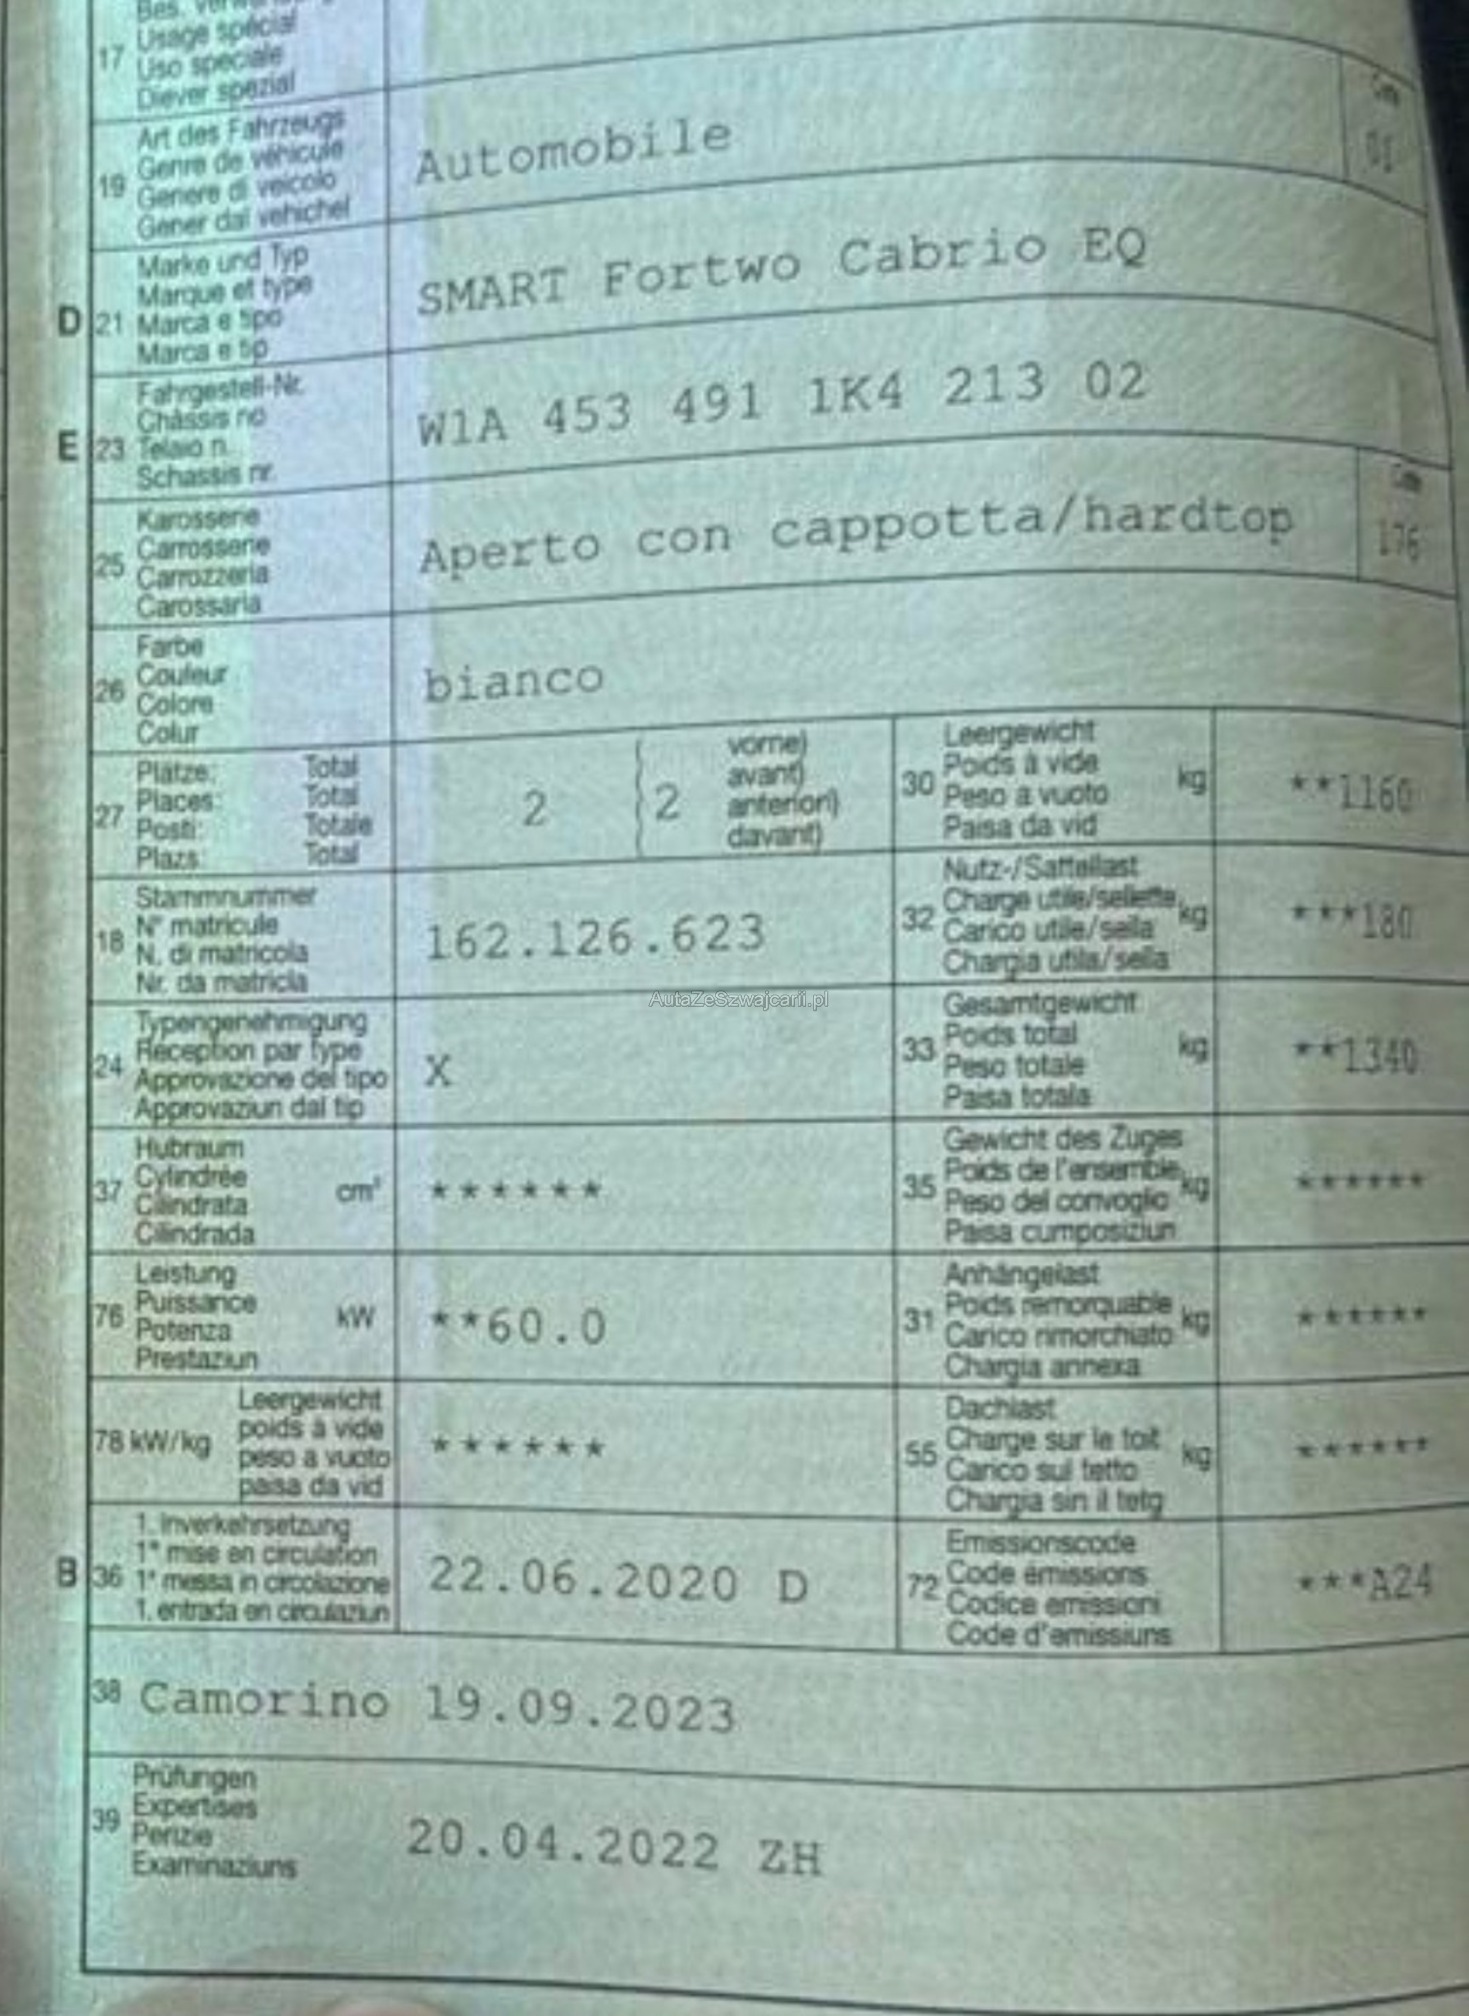 17
Usage spécial
Uso speciale
Diever spezial
19
Art des Fahrzeugs
Genre de véhicule
Genere di veicolo
Gener dal vehichel
Automobile
01
D 21
Marke und Typ
Marque et type
Marca e tipo
Marca e tip
SMART Fortwo Cabrio EQ
E 23
Fahrgestell-Nr.
Châssis no
Telaio n.
Schassis nr.
W1A 453 491 1K4 213 02
25
Karosserie
Carrosserie
Carrozzeria
Carossaria
Aperto con cappotta/hardtop
Code
176
26
Farbe
Couleur
Colore
Colur
bianco
27
Plätze: Total
Places: Total
Posti: Totale
Plazs: Total
2
2
vorne)
avant)
anteriori)
davant)
30
Leergewicht
Poids à vide
Peso a vuoto
Paisa da vid
kg
**1160
18
Stammnummer
N° matricule
N. di matricola
Nr. da matricla
162.126.623
32
Nutz-/Sattellast
Charge utile/sellette
Carico utile/sella
Chargia utila/sella
kg
***180
24
Typengenehmigung
Réception par type
Approvazione del tipo
Approvaziun dal tip
X
33
Gesamtgewicht
Poids total
Peso totale
Paisa totala
kg
**1340
37
Hubraum
Cylindrée
Cilindrata
Cilindrada
cm³
******
35
Gewicht des Zuges
Poids de l'ensemble
Peso del convoglio
Paisa cumposiziun
kg
******
76
Leistung
Puissance
Potenza
Prestaziun
kW
**60.0
31
Anhängelast
Poids remorquable
Carico rimorchiato
Chargia annexa
kg
******
78 kW/kg
Leergewicht
poids à vide
peso a vuoto
paisa da vid
******
55
Dachlast
Charge sur le toit
Carico sul tetto
Chargia sin il tetg
kg
******
B 36
1. Inverkehrsetzung
1ª mise en circulation
1ª messa in circolazione
1. entrada en circulaziun
22.06.2020 D
72
Emissionscode
Code émissions
Codice emissioni
Code d'emissiuns
***A24
38 Camorino 19.09.2023
39
Prüfungen
Expertises
Perizie
Examinaziuns
20.04.2022 ZH
AutaZeSzwajcarii.pl